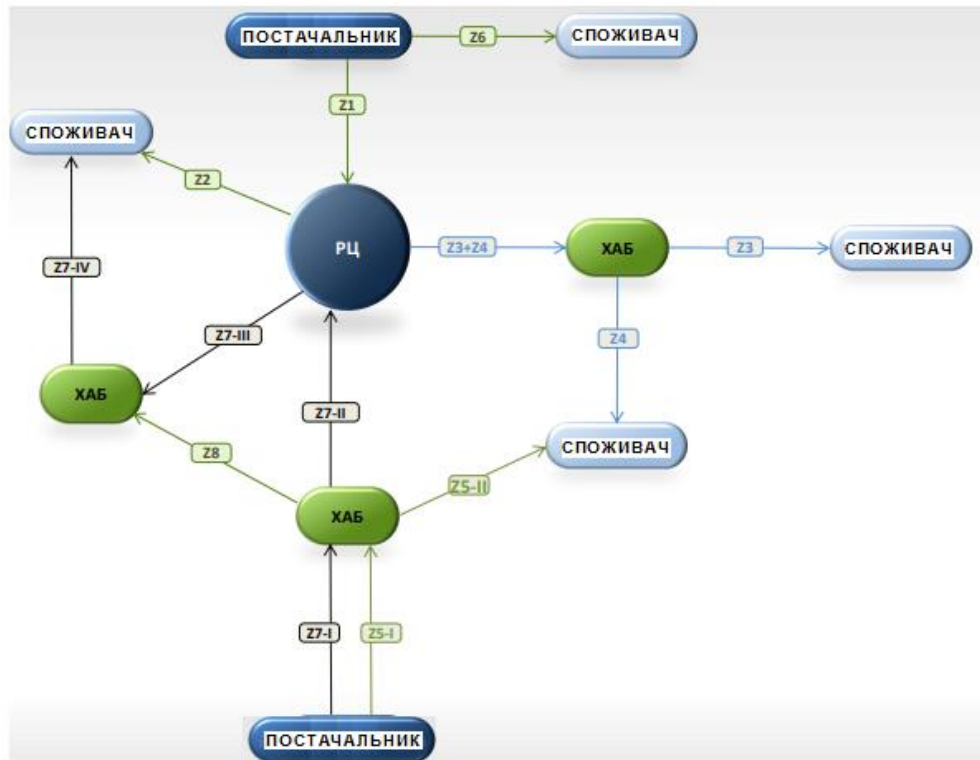 ПОСТАЧАЛЬНИК
Z6
СПОЖИВАЧ
Z1
СПОЖИВАЧ
Z2
РЦ
Z3+Z4
ХАБ
Z3
СПОЖИВАЧ
Z7-IV
Z7-III
Z4
ХАБ
Z7-II
Z8
СПОЖИВАЧ
Z5-II
ХАБ
Z7-I
Z5-I
ПОСТАЧАЛЬНИК